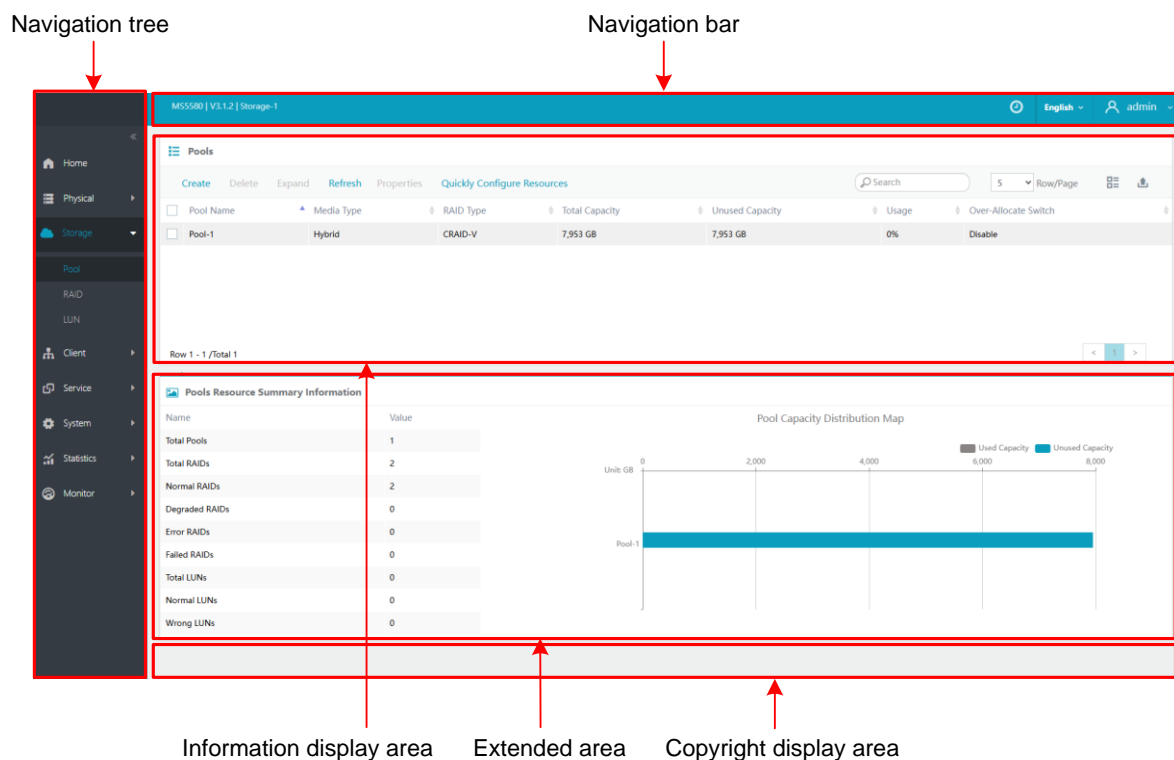 Navigation tree
Navigation bar
MS5580 | V3.1.2 | Storage-1
English
admin
Home
Physical
Storage
Pool
RAID
LUN
Client
Service
System
Statistics
Monitor
Pools
Create Delete Expand Refresh Properties Quickly Configure Resources
Search
5 Row/Page
Pool Name Media Type RAID Type Total Capacity Unused Capacity Usage Over-Allocate Switch
Pool-1 Hybrid CRAID-V 7,953 GB 7,953 GB 0% Disable
Row 1 - 1 /Total 1
< 1 >
Pools Resource Summary Information
Name Value
Total Pools 1
Total RAIDs 2
Normal RAIDs 2
Degraded RAIDs 0
Error RAIDs 0
Failed RAIDs 0
Total LUNs 0
Normal LUNs 0
Wrong LUNs 0
Pool Capacity Distribution Map
Used Capacity Unused Capacity
Unit: GB 0 2,000 4,000 6,000 8,000
Pool-1
Information display area
Extended area
Copyright display area